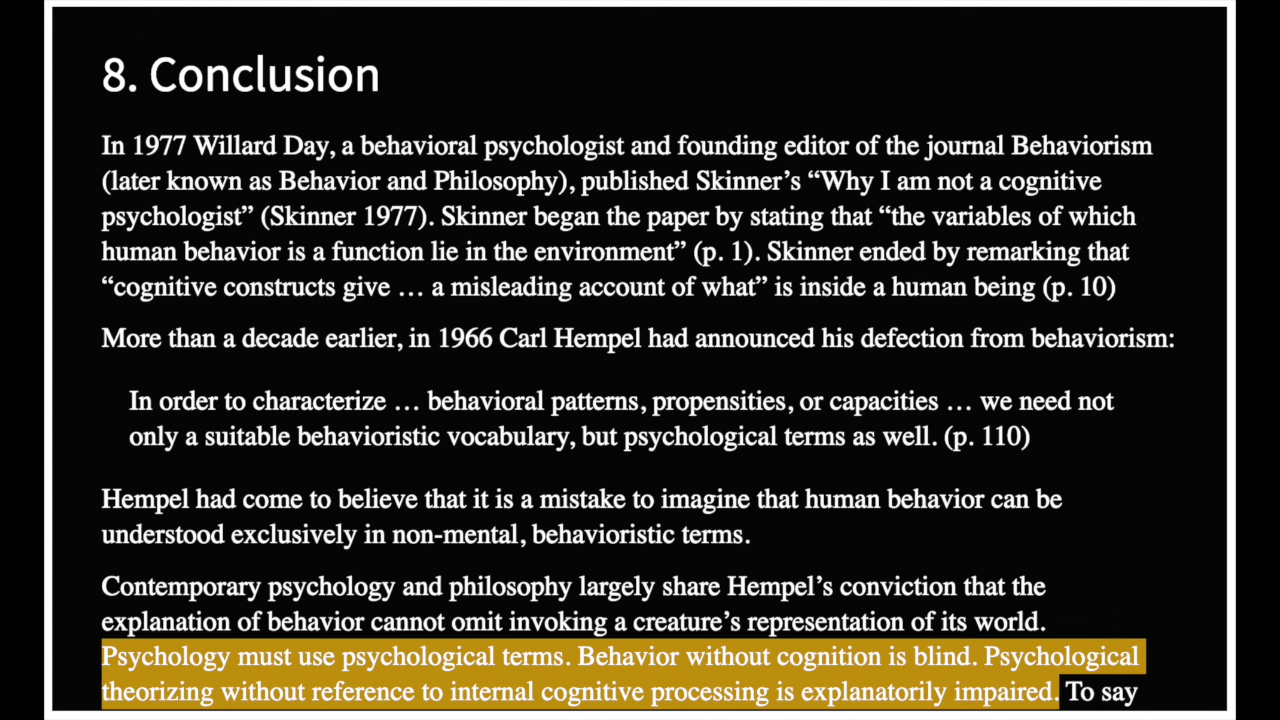 8. Conclusion
In 1977 Willard Day, a behavioral psychologist and founding editor of the journal Behaviorism
(later known as Behavior and Philosophy), published Skinner’s “Why I am not a cognitive
psychologist” (Skinner 1977). Skinner began the paper by stating that “the variables of which
human behavior is a function lie in the environment” (p. 1). Skinner ended by remarking that
“cognitive constructs give … a misleading account of what” is inside a human being (p. 10)
More than a decade earlier, in 1966 Carl Hempel had announced his defection from behaviorism:
In order to characterize … behavioral patterns, propensities, or capacities … we need not
only a suitable behavioristic vocabulary, but psychological terms as well. (p. 110)
Hempel had come to believe that it is a mistake to imagine that human behavior can be
understood exclusively in non-mental, behavioristic terms.
Contemporary psychology and philosophy largely share Hempel’s conviction that the
explanation of behavior cannot omit invoking a creature’s representation of its world.
Psychology must use psychological terms. Behavior without cognition is blind. Psychological
theorizing without reference to internal cognitive processing is explanatorily impaired. To say